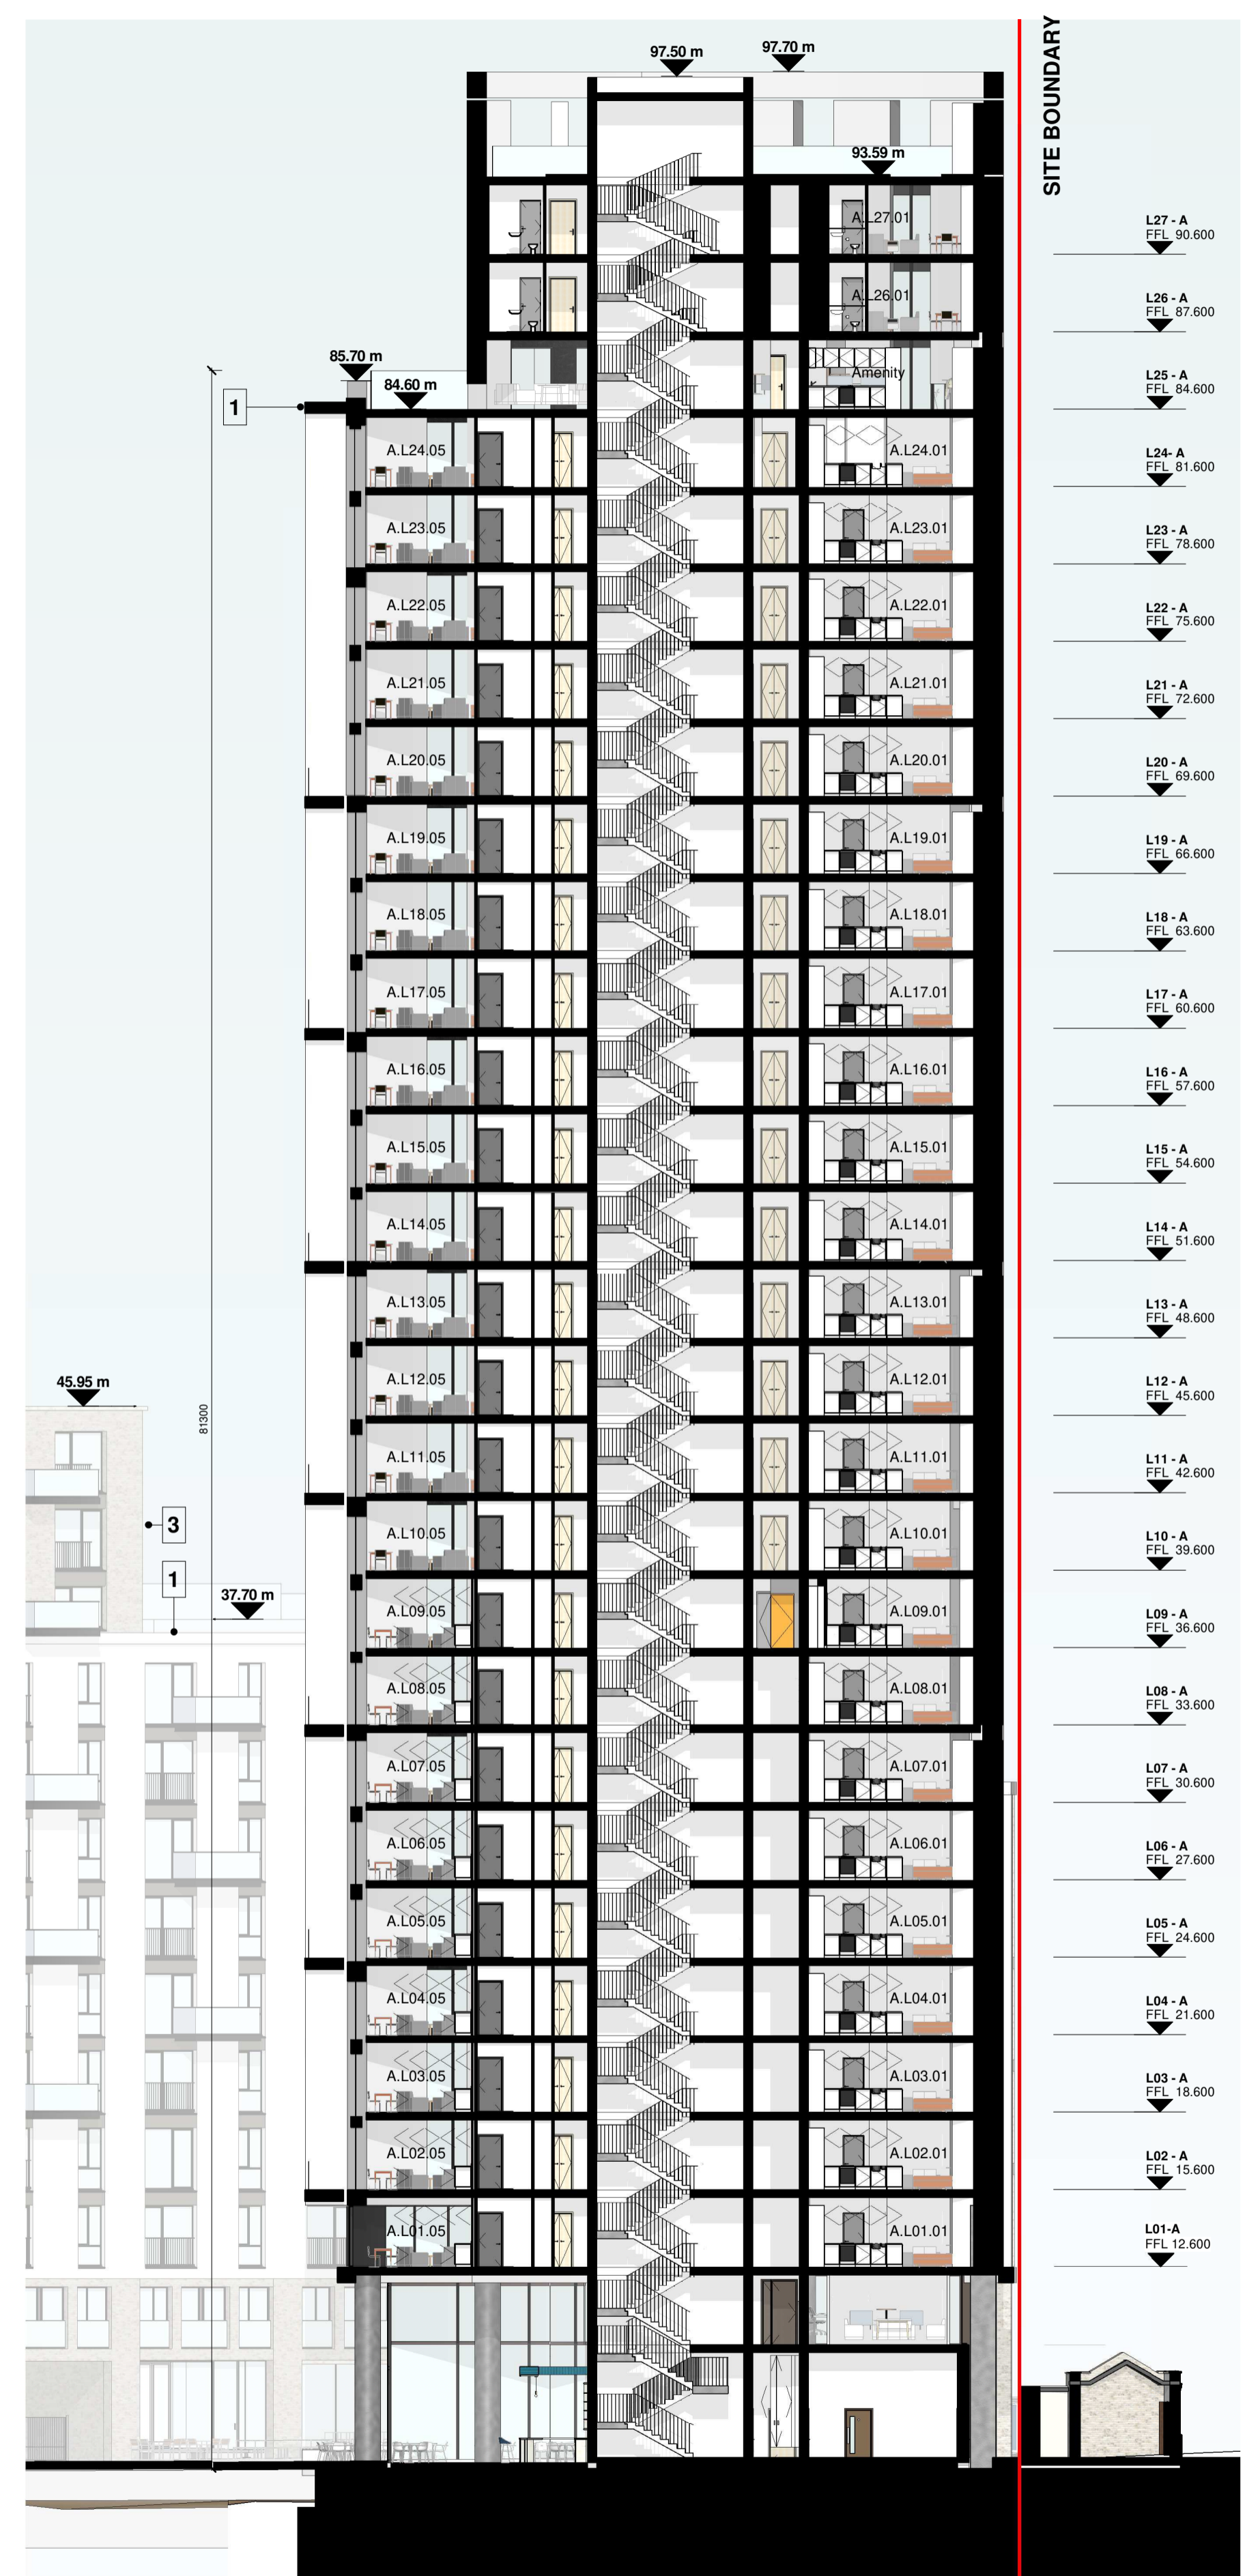 SITE BOUNDARY
97.50 m
97.70 m
93.59 m
A.L27.01
L27 - A
FFL 90.600
A.L26.01
L26 - A
FFL 87.600
85.70 m
84.60 m
1
Amenity
L25 - A
FFL 84.600
A.L24.05
A.L24.01
L24- A
FFL 81.600
A.L23.05
A.L23.01
L23 - A
FFL 78.600
A.L22.05
A.L22.01
L22 - A
FFL 75.600
A.L21.05
A.L21.01
L21 - A
FFL 72.600
A.L20.05
A.L20.01
L20 - A
FFL 69.600
A.L19.05
A.L19.01
L19 - A
FFL 66.600
A.L18.05
A.L18.01
L18 - A
FFL 63.600
A.L17.05
A.L17.01
L17 - A
FFL 60.600
A.L16.05
A.L16.01
L16 - A
FFL 57.600
A.L15.05
A.L15.01
L15 - A
FFL 54.600
A.L14.05
A.L14.01
L14 - A
FFL 51.600
A.L13.05
A.L13.01
L13 - A
FFL 48.600
45.95 m
81300
A.L12.05
A.L12.01
L12 - A
FFL 45.600
A.L11.05
A.L11.01
L11 - A
FFL 42.600
3
A.L10.05
A.L10.01
L10 - A
FFL 39.600
1
37.70 m
A.L09.05
A.L09.01
L09 - A
FFL 36.600
A.L08.05
A.L08.01
L08 - A
FFL 33.600
A.L07.05
A.L07.01
L07 - A
FFL 30.600
A.L06.05
A.L06.01
L06 - A
FFL 27.600
A.L05.05
A.L05.01
L05 - A
FFL 24.600
A.L04.05
A.L04.01
L04 - A
FFL 21.600
A.L03.05
A.L03.01
L03 - A
FFL 18.600
A.L02.05
A.L02.01
L02 - A
FFL 15.600
A.L01.05
A.L01.01
L01-A
FFL 12.600